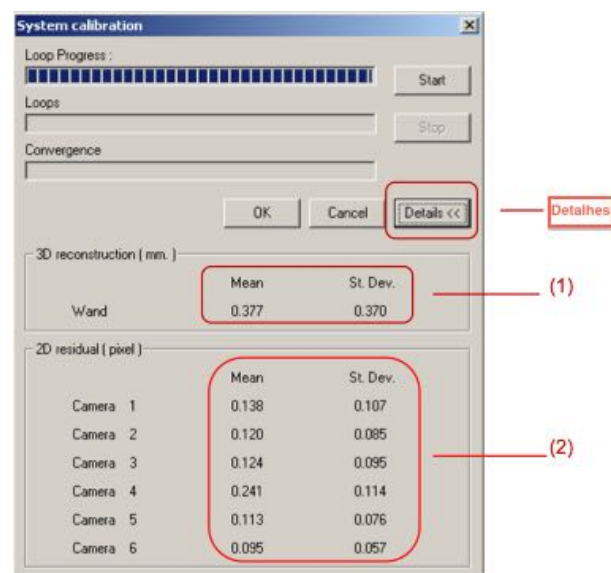 System calibration
Loop Progress :
Start
Loops
Stop
Convergence
OK Cancel Details << Detalhes
3D reconstruction ( mm. )
Mean St. Dev. (1)
Wand 0.377 0.370
2D residual ( pixel )
Mean St. Dev.
Camera 1 0.138 0.107
Camera 2 0.120 0.085
(2)
Camera 3 0.124 0.095
Camera 4 0.241 0.114
Camera 5 0.113 0.076
Camera 6 0.095 0.057